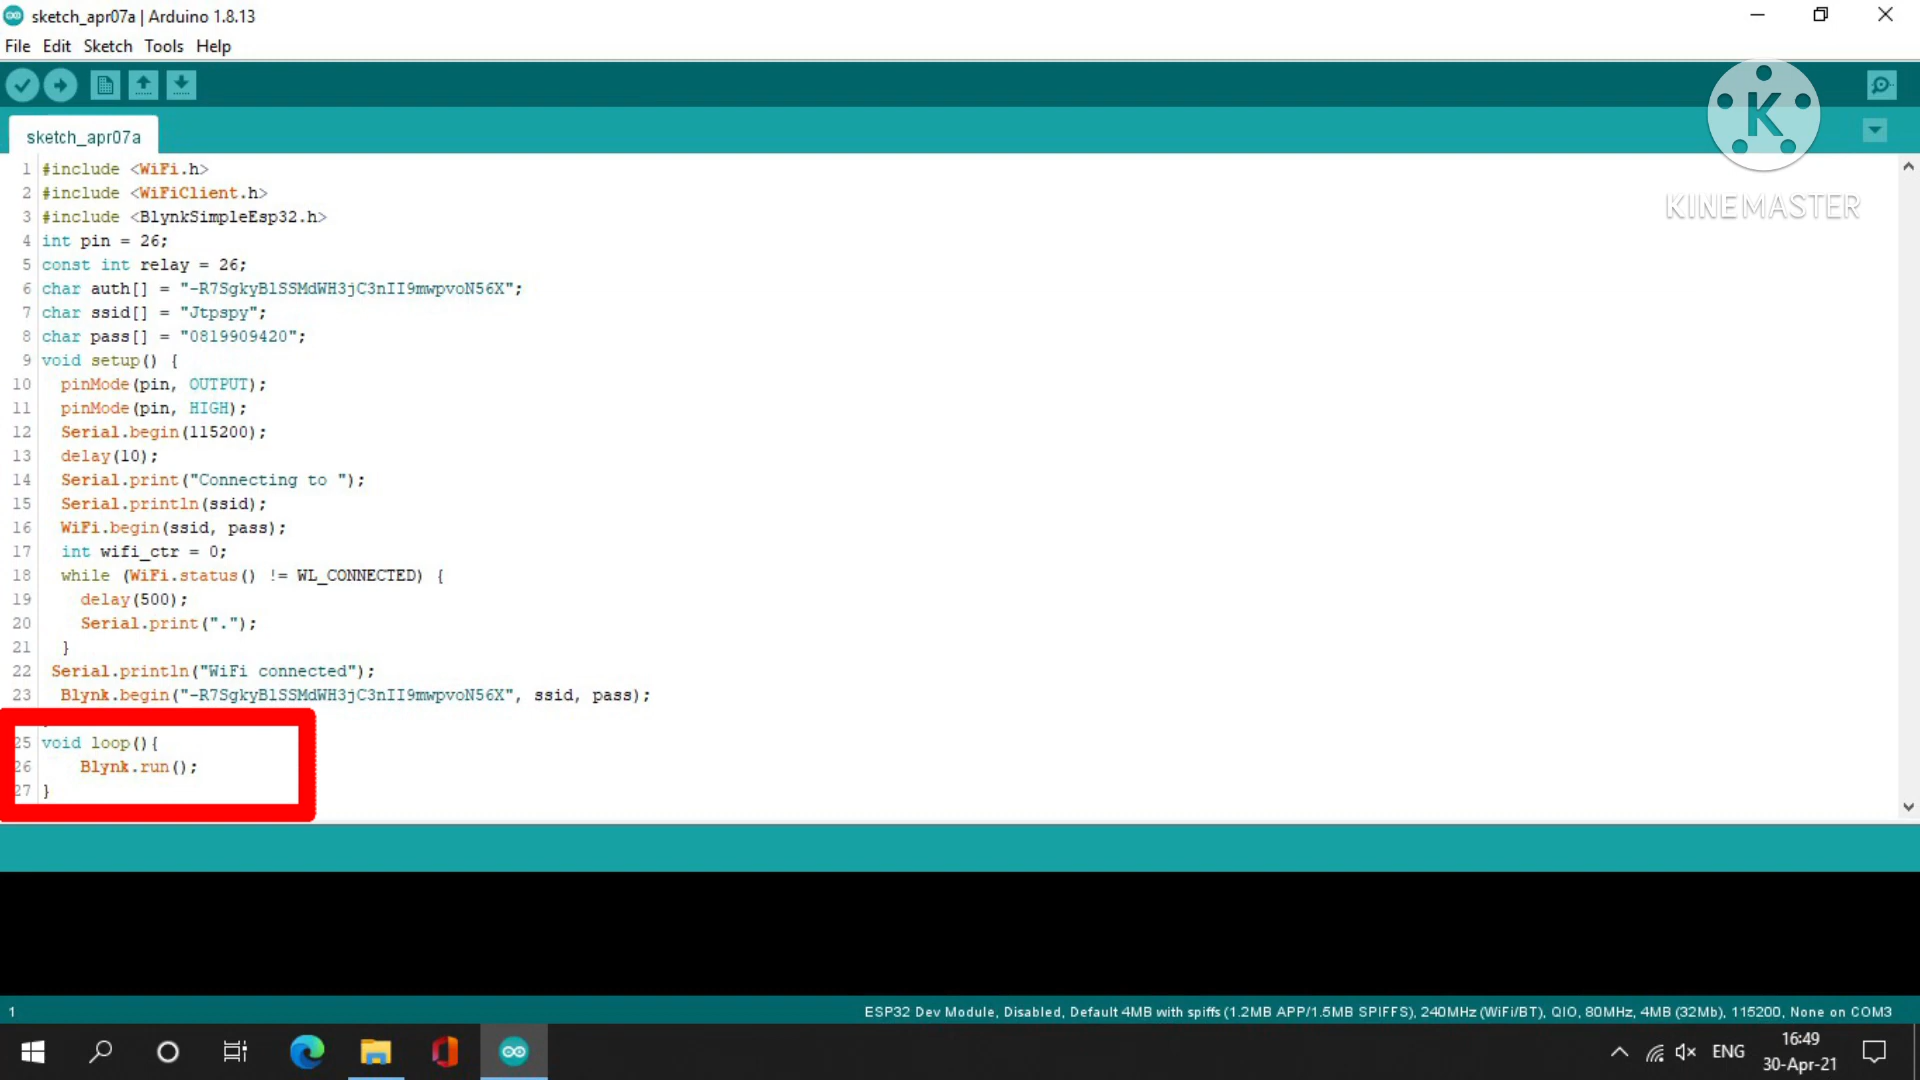 sketch_apr07a | Arduino 1.8.13
File Edit Sketch Tools Help
K
KINEMASTER
sketch_apr07a
1 #include <WiFi.h>
2 #include <WiFiClient.h>
3 #include <BlynkSimpleEsp32.h>
4 int pin = 26;
5 const int relay = 26;
6 char auth[] = "-R7SgkyBlSSMdWH3jC3nII9mwpvoN56X";
7 char ssid[] = "Jtpspy";
8 char pass[] = "0819909420";
9 void setup() {
10 pinMode(pin, OUTPUT);
11 pinMode(pin, HIGH);
12 Serial.begin(115200);
13 delay(10);
14 Serial.print("Connecting to ");
15 Serial.println(ssid);
16 WiFi.begin(ssid, pass);
17 int wifi_ctr = 0;
18 while (WiFi.status() != WL_CONNECTED) {
19 delay(500);
20 Serial.print(".");
21 }
22 Serial.println("WiFi connected");
23 Blynk.begin("-R7SgkyBlSSMdWH3jC3nII9mwpvoN56X", ssid, pass);
25 void loop(){
26 Blynk.run();
27 }
1 ESP32 Dev Module, Disabled, Default 4MB with spiffs (1.2MB APP/1.5MB SPIFFS), 240MHz (WiFi/BT), QIO, 80MHz, 4MB (32Mb), 115200, None on COM3
ENG
16:49
30-Apr-21